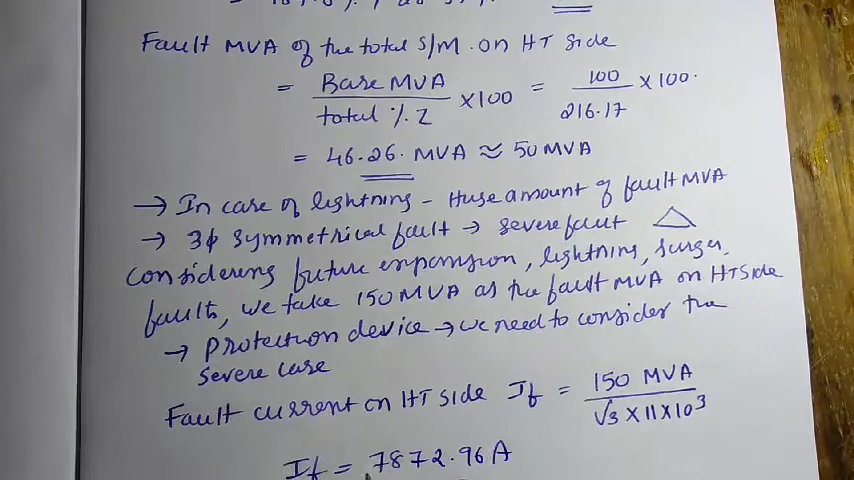 Fault MVA of the total S/M. on HT side
= Base MVA / total % Z ×100 = 100 / 216.17 × 100.
= 46.26. MVA ≈ 50 MVA
→ In case of lightning - Huge amount of fault MVA
→ 3ϕ symmetrical fault → severe fault △
Considering future expansion, lightning, surges,
faults, we take 150 MVA as the fault MVA on HT Side
→ Protection device → we need to consider the
severe case
Fault current on HT side If = 150 MVA / √3 × 11 × 10³
If = 7872.96 A